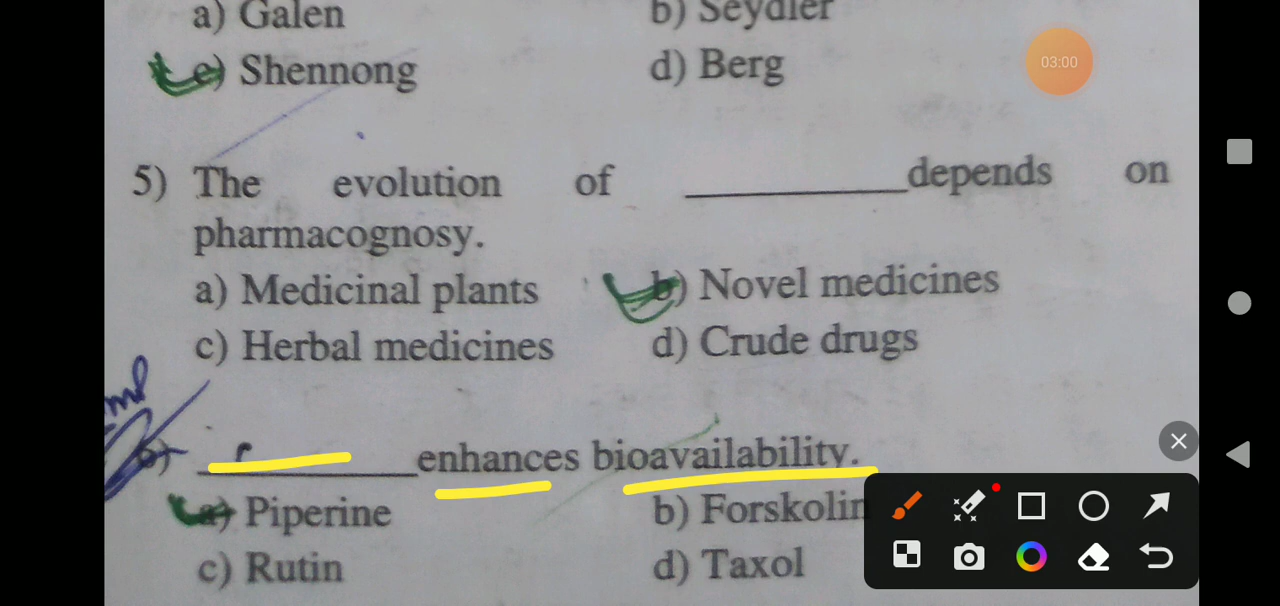 a) Galen b) Seydler
c) Shennong d) Berg
03:00
5) The evolution of __________ depends on
pharmacognosy.
a) Medicinal plants b) Novel medicines
c) Herbal medicines d) Crude drugs
6) __________ enhances bioavailability.
a) Piperine b) Forskolin
c) Rutin d) Taxol